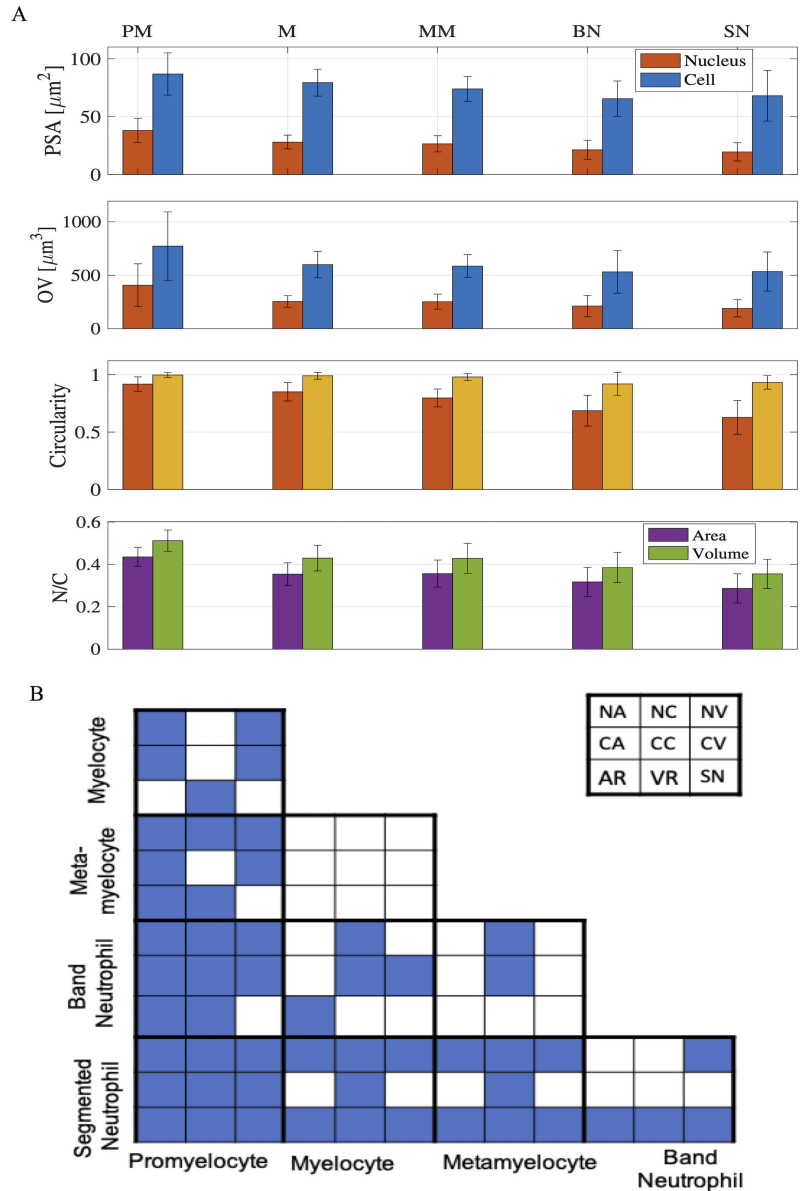 A
PM M MM BN SN
PSA [μm²]
100
50
0
Nucleus
Cell
OV [μm³]
1000
500
0
Circularity
1
0.5
0
N/C
0.6
0.4
0.2
0
Area
Volume
B
NA NC NV
CA CC CV
AR VR SN
Myelocyte
Meta-
myelocyte
Band
Neutrophil
Segmented
Neutrophil
Promyelocyte Myelocyte Metamyelocyte Band
Neutrophil